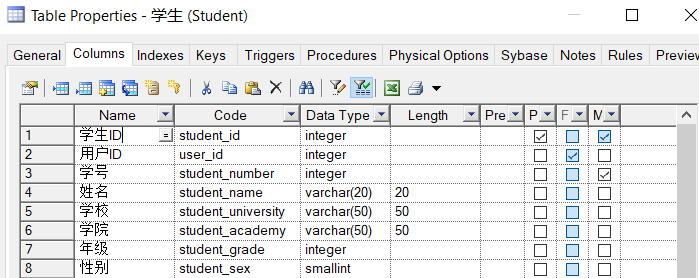 Table Properties - 学生 (Student)
General Columns Indexes Keys Triggers Procedures Physical Options Sybase Notes Rules Preview
Name Code Data Type Length Pre P F M
1 学生ID = student_id integer
2 用户ID user_id integer
3 学号 student_number integer
4 姓名 student_name varchar(20) 20
5 学校 student_university varchar(50) 50
6 学院 student_academy varchar(50) 50
7 年级 student_grade integer
8 性别 student_sex smallint